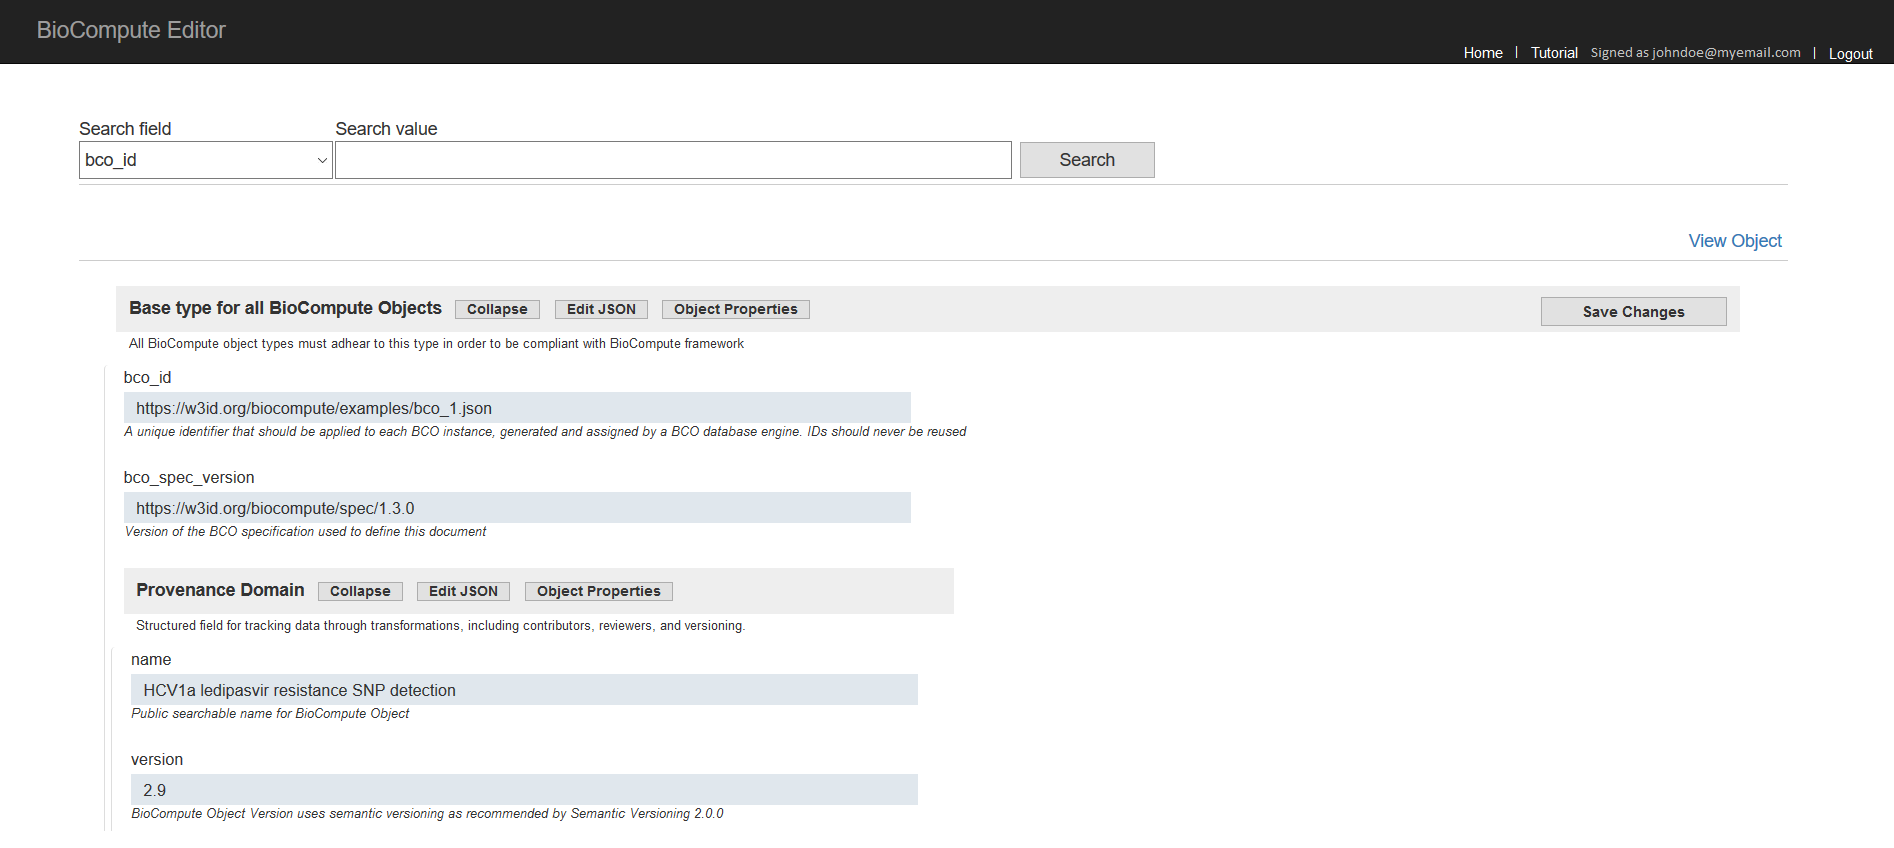 BioCompute Editor
Home | Tutorial Signed as johndoe@myemail.com | Logout
Search field Search value
bco_id Search
View Object
Base type for all BioCompute Objects Collapse Edit JSON Object Properties Save Changes
All BioCompute object types must adhear to this type in order to be compliant with BioCompute framework
bco_id
https://w3id.org/biocompute/examples/bco_1.json
A unique identifier that should be applied to each BCO instance, generated and assigned by a BCO database engine. IDs should never be reused
bco_spec_version
https://w3id.org/biocompute/spec/1.3.0
Version of the BCO specification used to define this document
Provenance Domain Collapse Edit JSON Object Properties
Structured field for tracking data through transformations, including contributors, reviewers, and versioning.
name
HCV1a ledipasvir resistance SNP detection
Public searchable name for BioCompute Object
version
2.9
BioCompute Object Version uses semantic versioning as recommended by Semantic Versioning 2.0.0